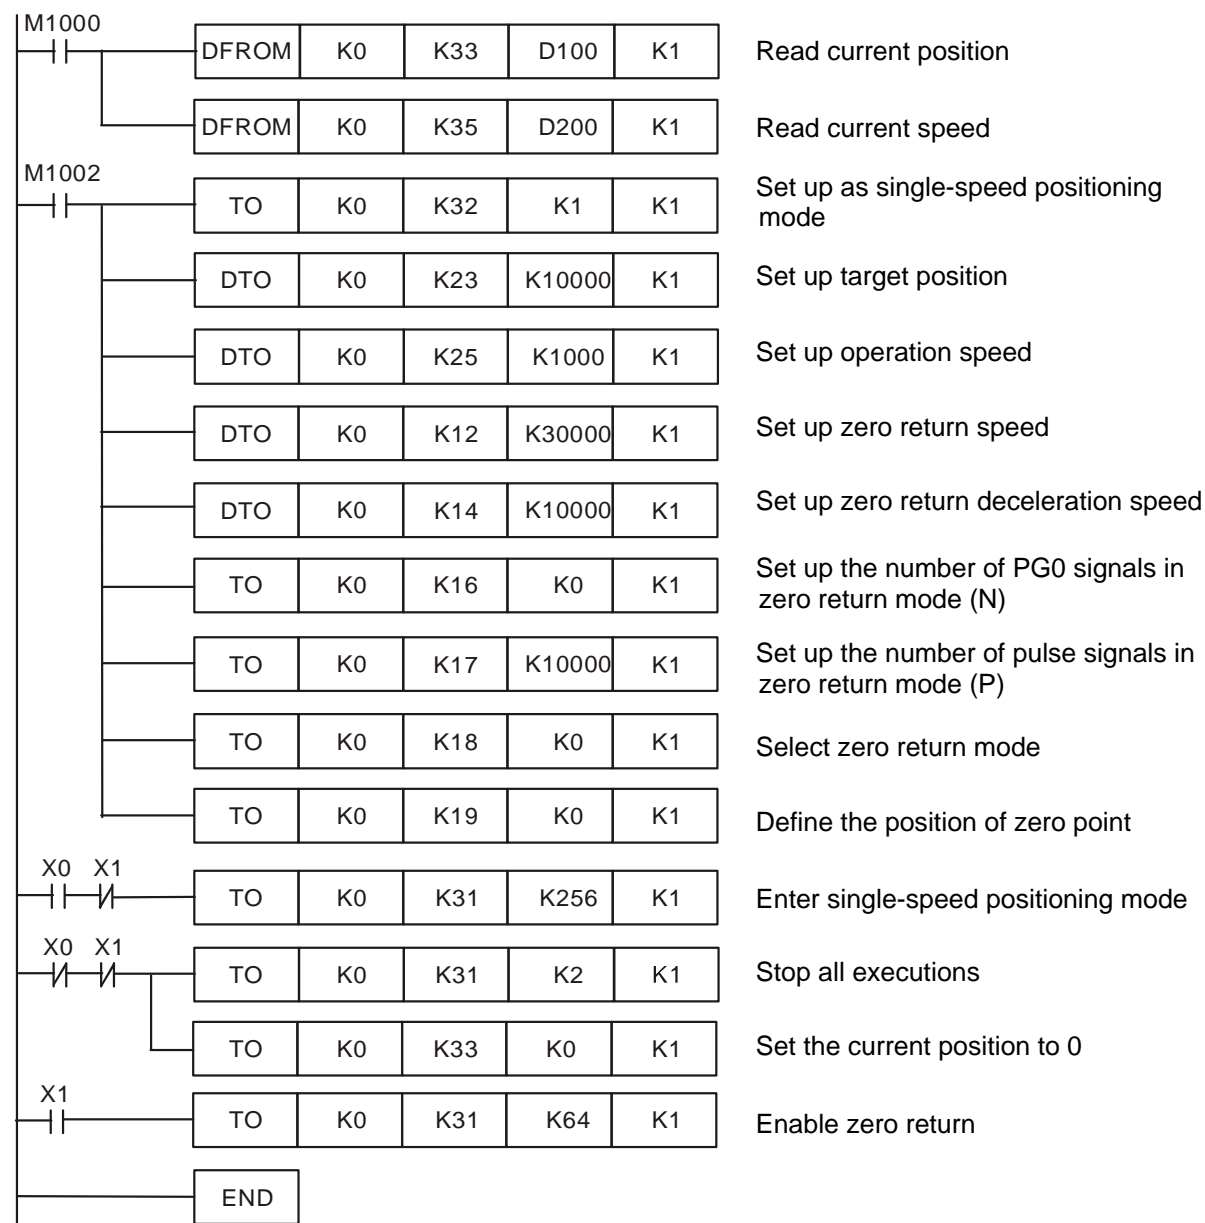 M1000
DFROM K0 K33 D100 K1 Read current position
DFROM K0 K35 D200 K1 Read current speed
M1002
TO K0 K32 K1 K1 Set up as single-speed positioning
mode
DTO K0 K23 K10000 K1 Set up target position
DTO K0 K25 K1000 K1 Set up operation speed
DTO K0 K12 K30000 K1 Set up zero return speed
DTO K0 K14 K10000 K1 Set up zero return deceleration speed
TO K0 K16 K0 K1 Set up the number of PG0 signals in
zero return mode (N)
TO K0 K17 K10000 K1 Set up the number of pulse signals in
zero return mode (P)
TO K0 K18 K0 K1 Select zero return mode
TO K0 K19 K0 K1 Define the position of zero point
X0 X1
TO K0 K31 K256 K1 Enter single-speed positioning mode
X0 X1
TO K0 K31 K2 K1 Stop all executions
TO K0 K33 K0 K1 Set the current position to 0
X1
TO K0 K31 K64 K1 Enable zero return
END